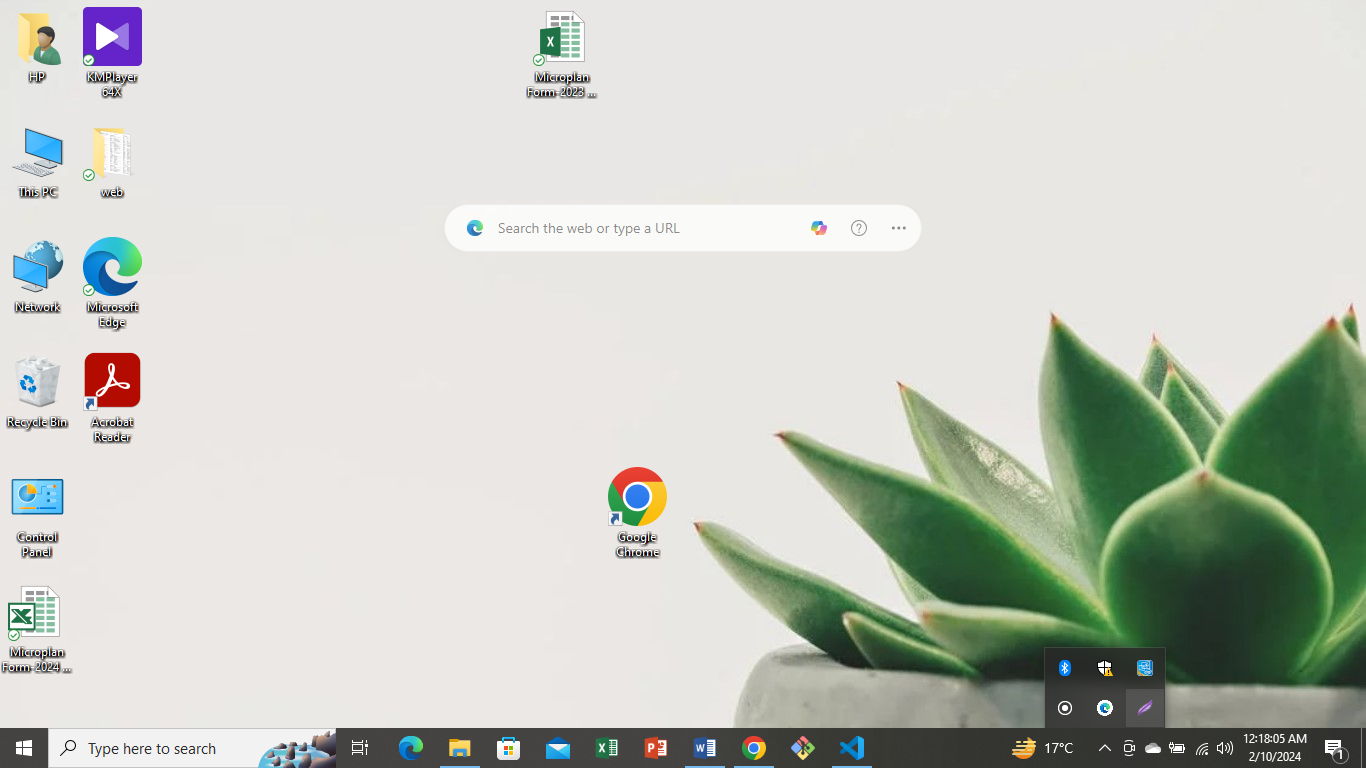 HP
KMPlayer
64X
Microplan
Form-2023 ...
This PC
web
Search the web or type a URL
Network
Microsoft
Edge
Recycle Bin
Acrobat
Reader
Control
Panel
Google
Chrome
Microplan
Form-2024 ...
Type here to search
17°C
12:18:05 AM
2/10/2024
1